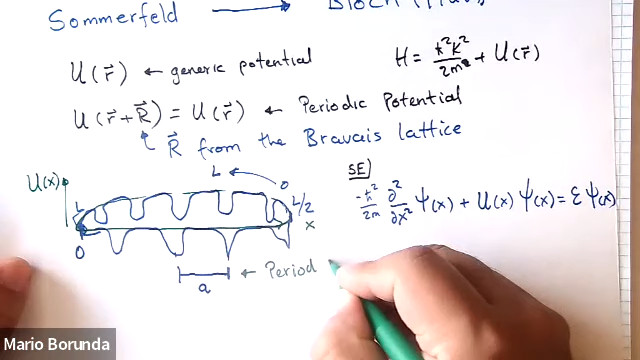 Sommerfeld → Bloch
U(r⃗) ← generic potential
H = ħ²k²/2m + U(r⃗)
U(r⃗ + R⃗) = U(r⃗) ← Periodic Potential
R⃗ from the Bravais lattice
U(x)
L
L ← 0
L/2
x
0
a ← Period
SE)
-ħ²/2m ∂²/∂x² Ψ(x) + U(x) Ψ(x) = ε Ψ(x)
Mario Borunda